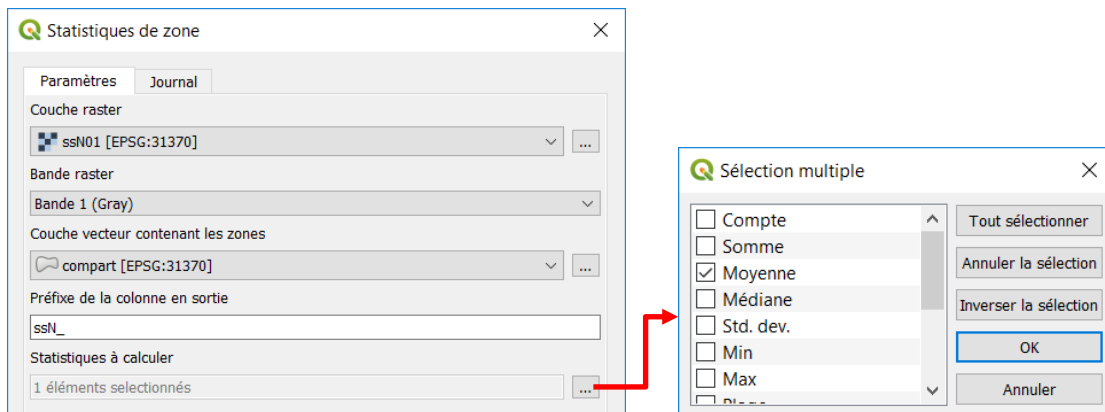 Statistiques de zone
Paramètres
Journal
Couche raster
ssN01 [EPSG:31370]
...
Bande raster
Bande 1 (Gray)
Couche vecteur contenant les zones
compart [EPSG:31370]
...
Préfixe de la colonne en sortie
ssN_
Statistiques à calculer
1 éléments selectionnés
...
Sélection multiple
Compte
Somme
Moyenne
Médiane
Std. dev.
Min
Max
Tout sélectionner
Annuler la sélection
Inverser la sélection
OK
Annuler